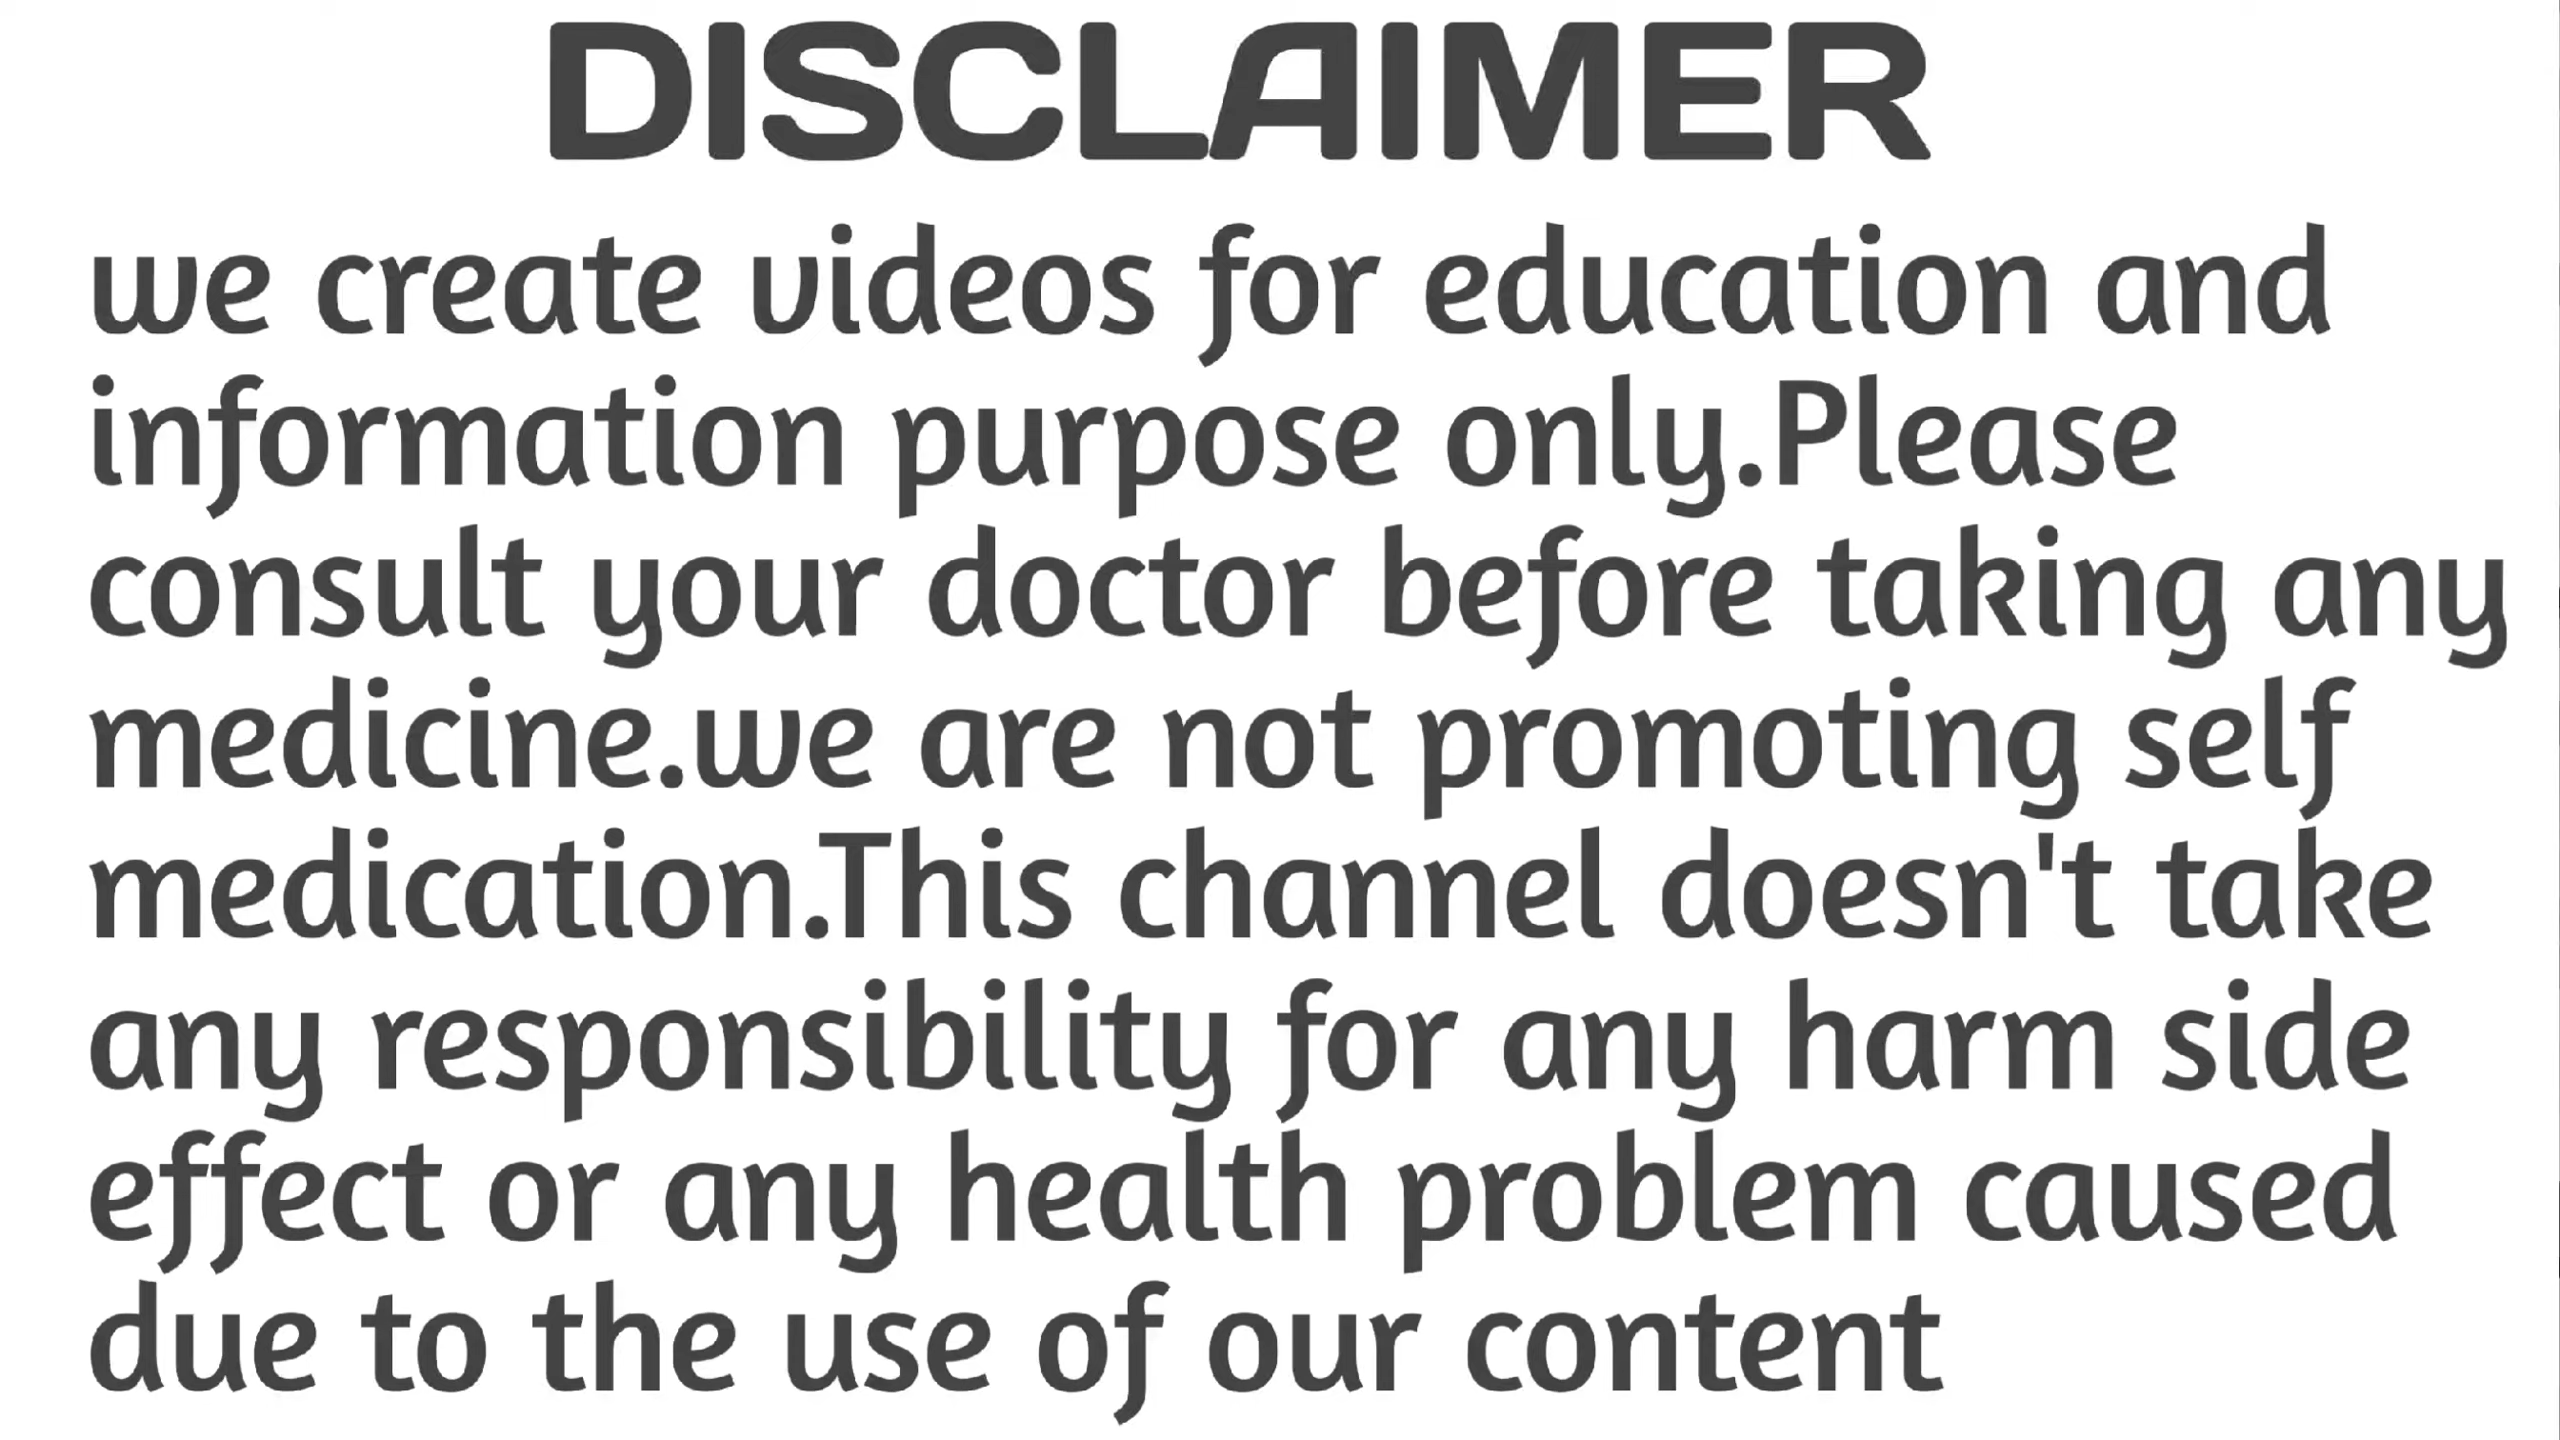 DISCLAIMER
we create videos for education and
information purpose only.Please
consult your doctor before taking any
medicine.we are not promoting self
medication.This channel doesn't take
any responsibility for any harm side
effect or any health problem caused
due to the use of our content